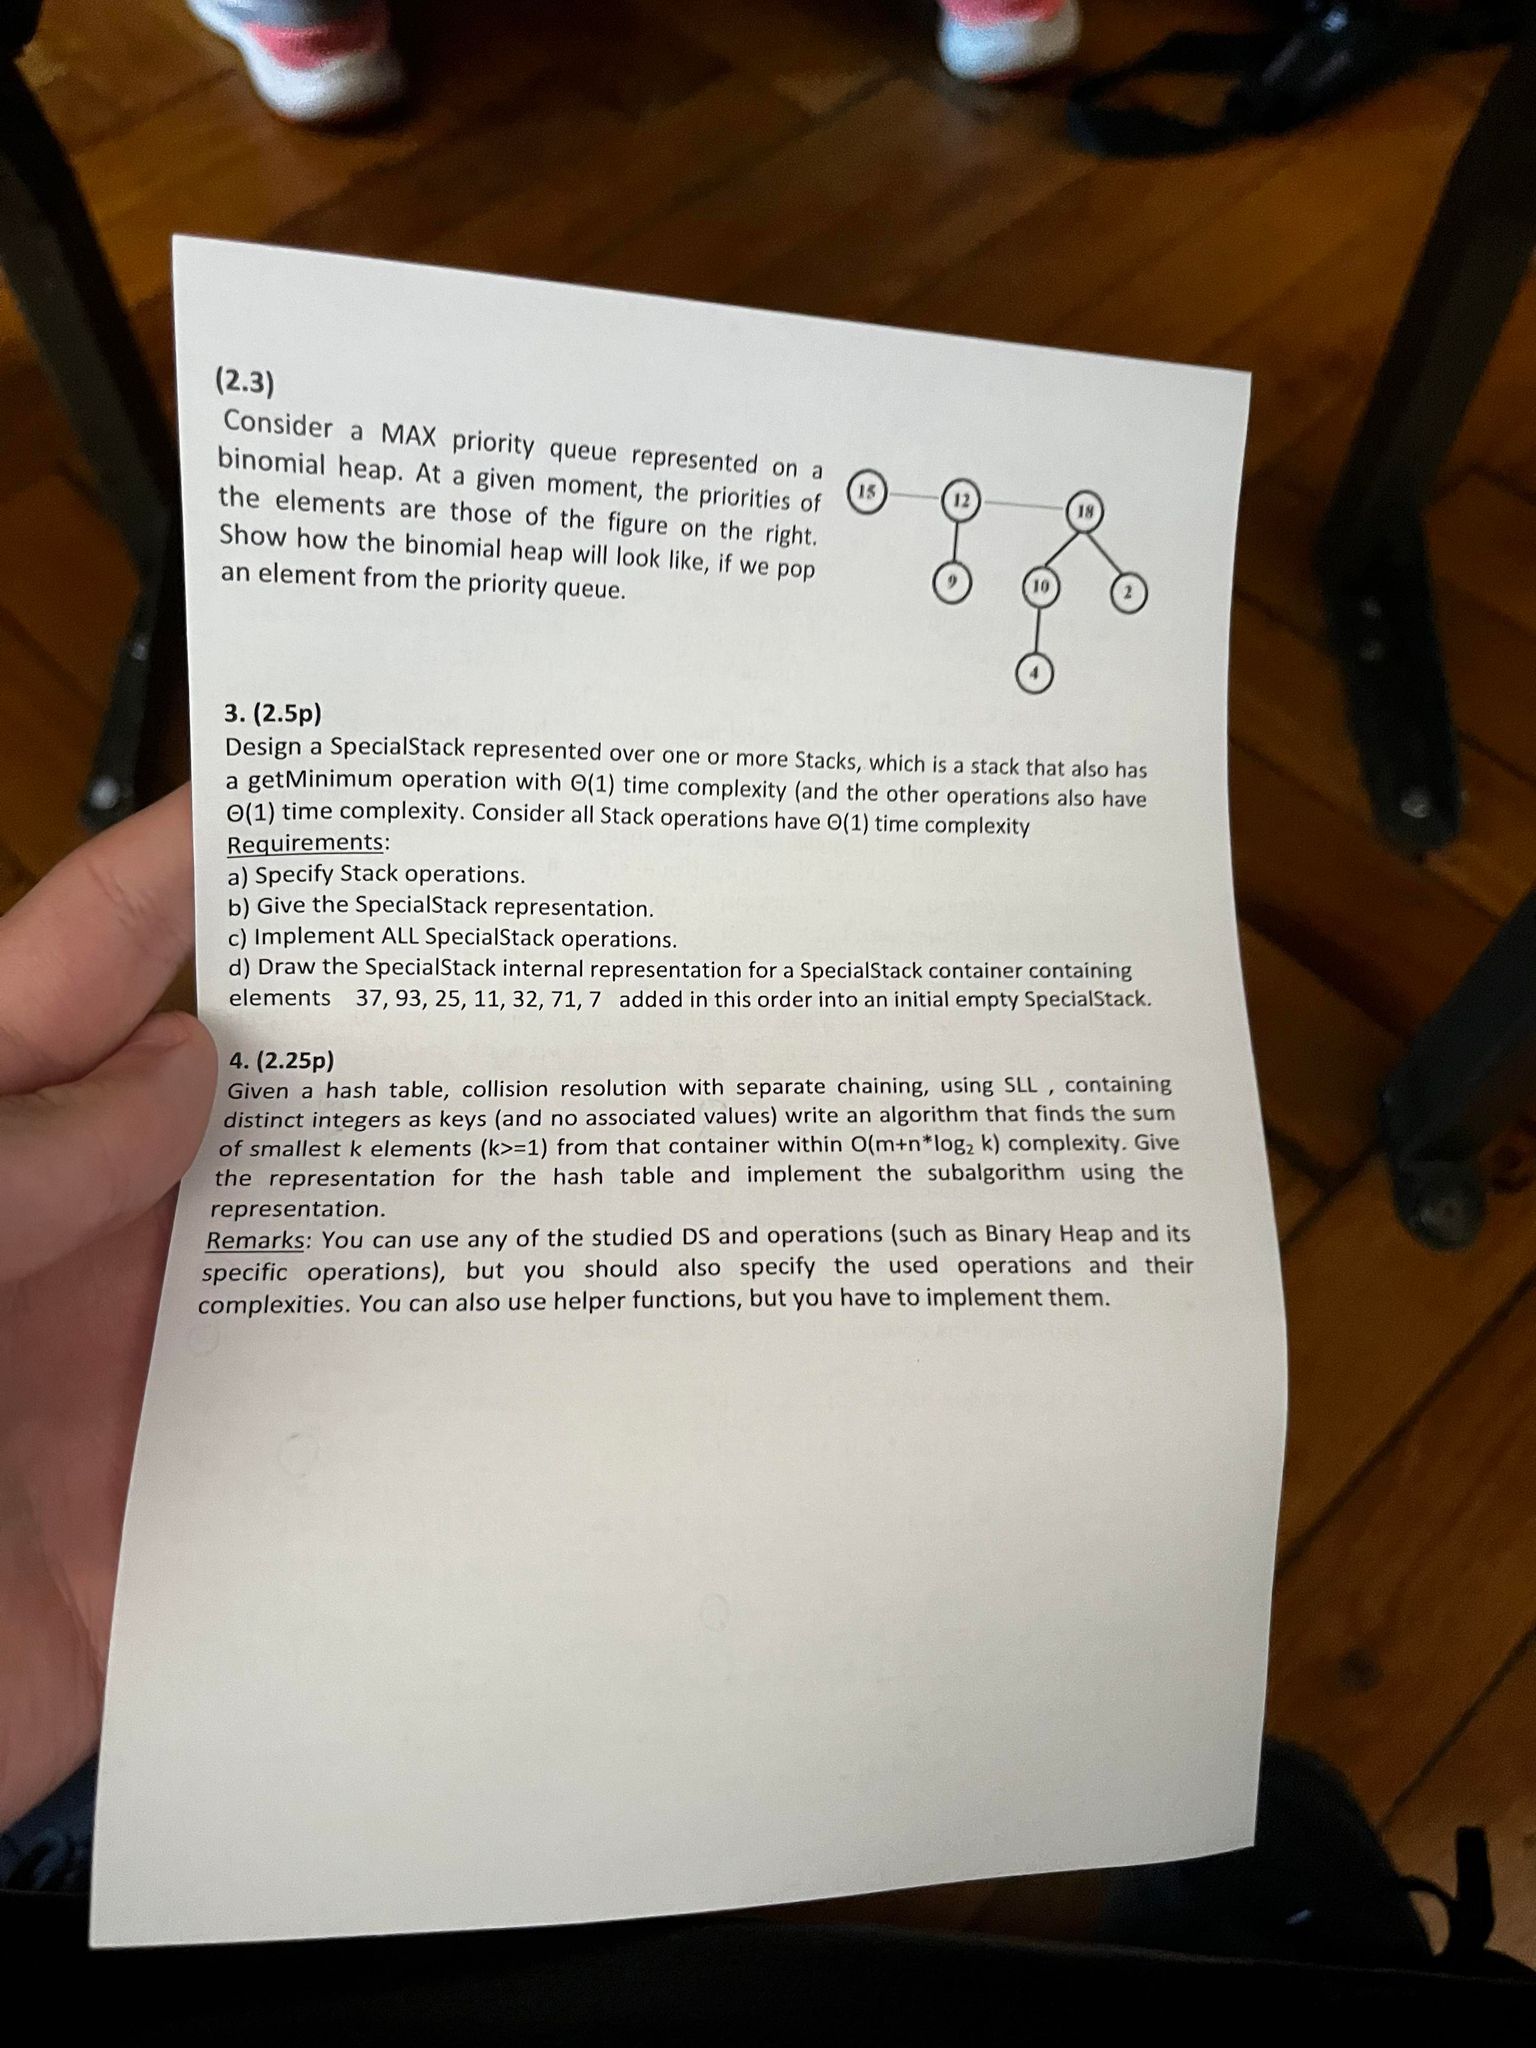 (2.3)
Consider a MAX priority queue represented on a
binomial heap. At a given moment, the priorities of
the elements are those of the figure on the right.
Show how the binomial heap will look like, if we pop
an element from the priority queue.
15 12 18
9 10 2
4
3. (2.5p)
Design a SpecialStack represented over one or more Stacks, which is a stack that also has
a getMinimum operation with Θ(1) time complexity (and the other operations also have
Θ(1) time complexity. Consider all Stack operations have Θ(1) time complexity
Requirements:
a) Specify Stack operations.
b) Give the SpecialStack representation.
c) Implement ALL SpecialStack operations.
d) Draw the SpecialStack internal representation for a SpecialStack container containing
elements 37, 93, 25, 11, 32, 71, 7 added in this order into an initial empty SpecialStack.
4. (2.25p)
Given a hash table, collision resolution with separate chaining, using SLL , containing
distinct integers as keys (and no associated values) write an algorithm that finds the sum
of smallest k elements (k>=1) from that container within O(m+n*log₂ k) complexity. Give
the representation for the hash table and implement the subalgorithm using the
representation.
Remarks: You can use any of the studied DS and operations (such as Binary Heap and its
specific operations), but you should also specify the used operations and their
complexities. You can also use helper functions, but you have to implement them.